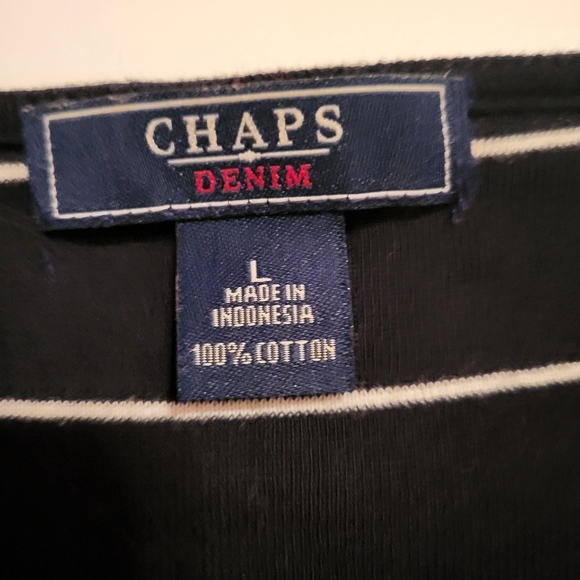 CHAPS
DENIM
L
MADE IN
INDONESIA
100% COTTON